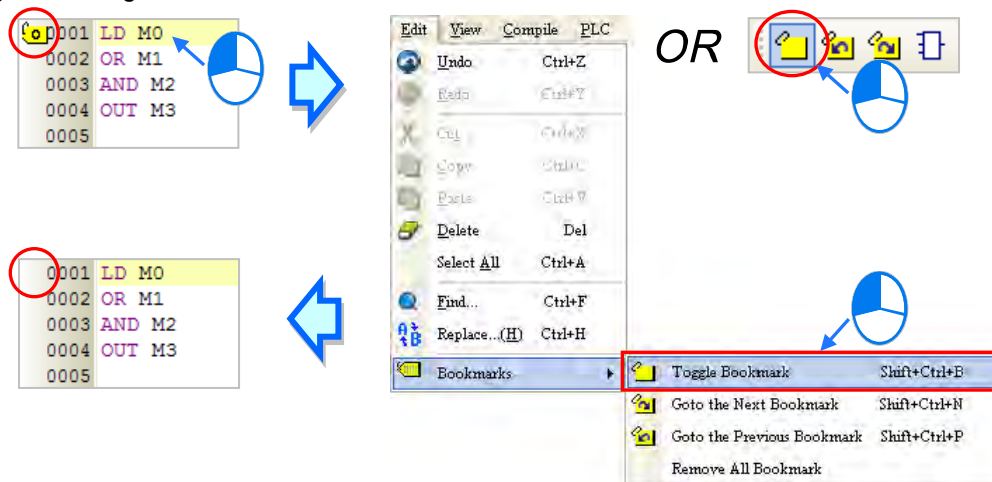 0001 LD M0
0002 OR M1
0003 AND M2
0004 OUT M3
0005
Edit View Compile PLC
Undo Ctrl+Z
Redo Ctrl+Y
Cut Ctrl+X
Copy Ctrl+C
Paste Ctrl+V
Delete Del
Select All Ctrl+A
Find... Ctrl+F
Replace...(H) Ctrl+H
Bookmarks
Toggle Bookmark Shift+Ctrl+B
Goto the Next Bookmark Shift+Ctrl+N
Goto the Previous Bookmark Shift+Ctrl+P
Remove All Bookmark
OR
0001 LD M0
0002 OR M1
0003 AND M2
0004 OUT M3
0005